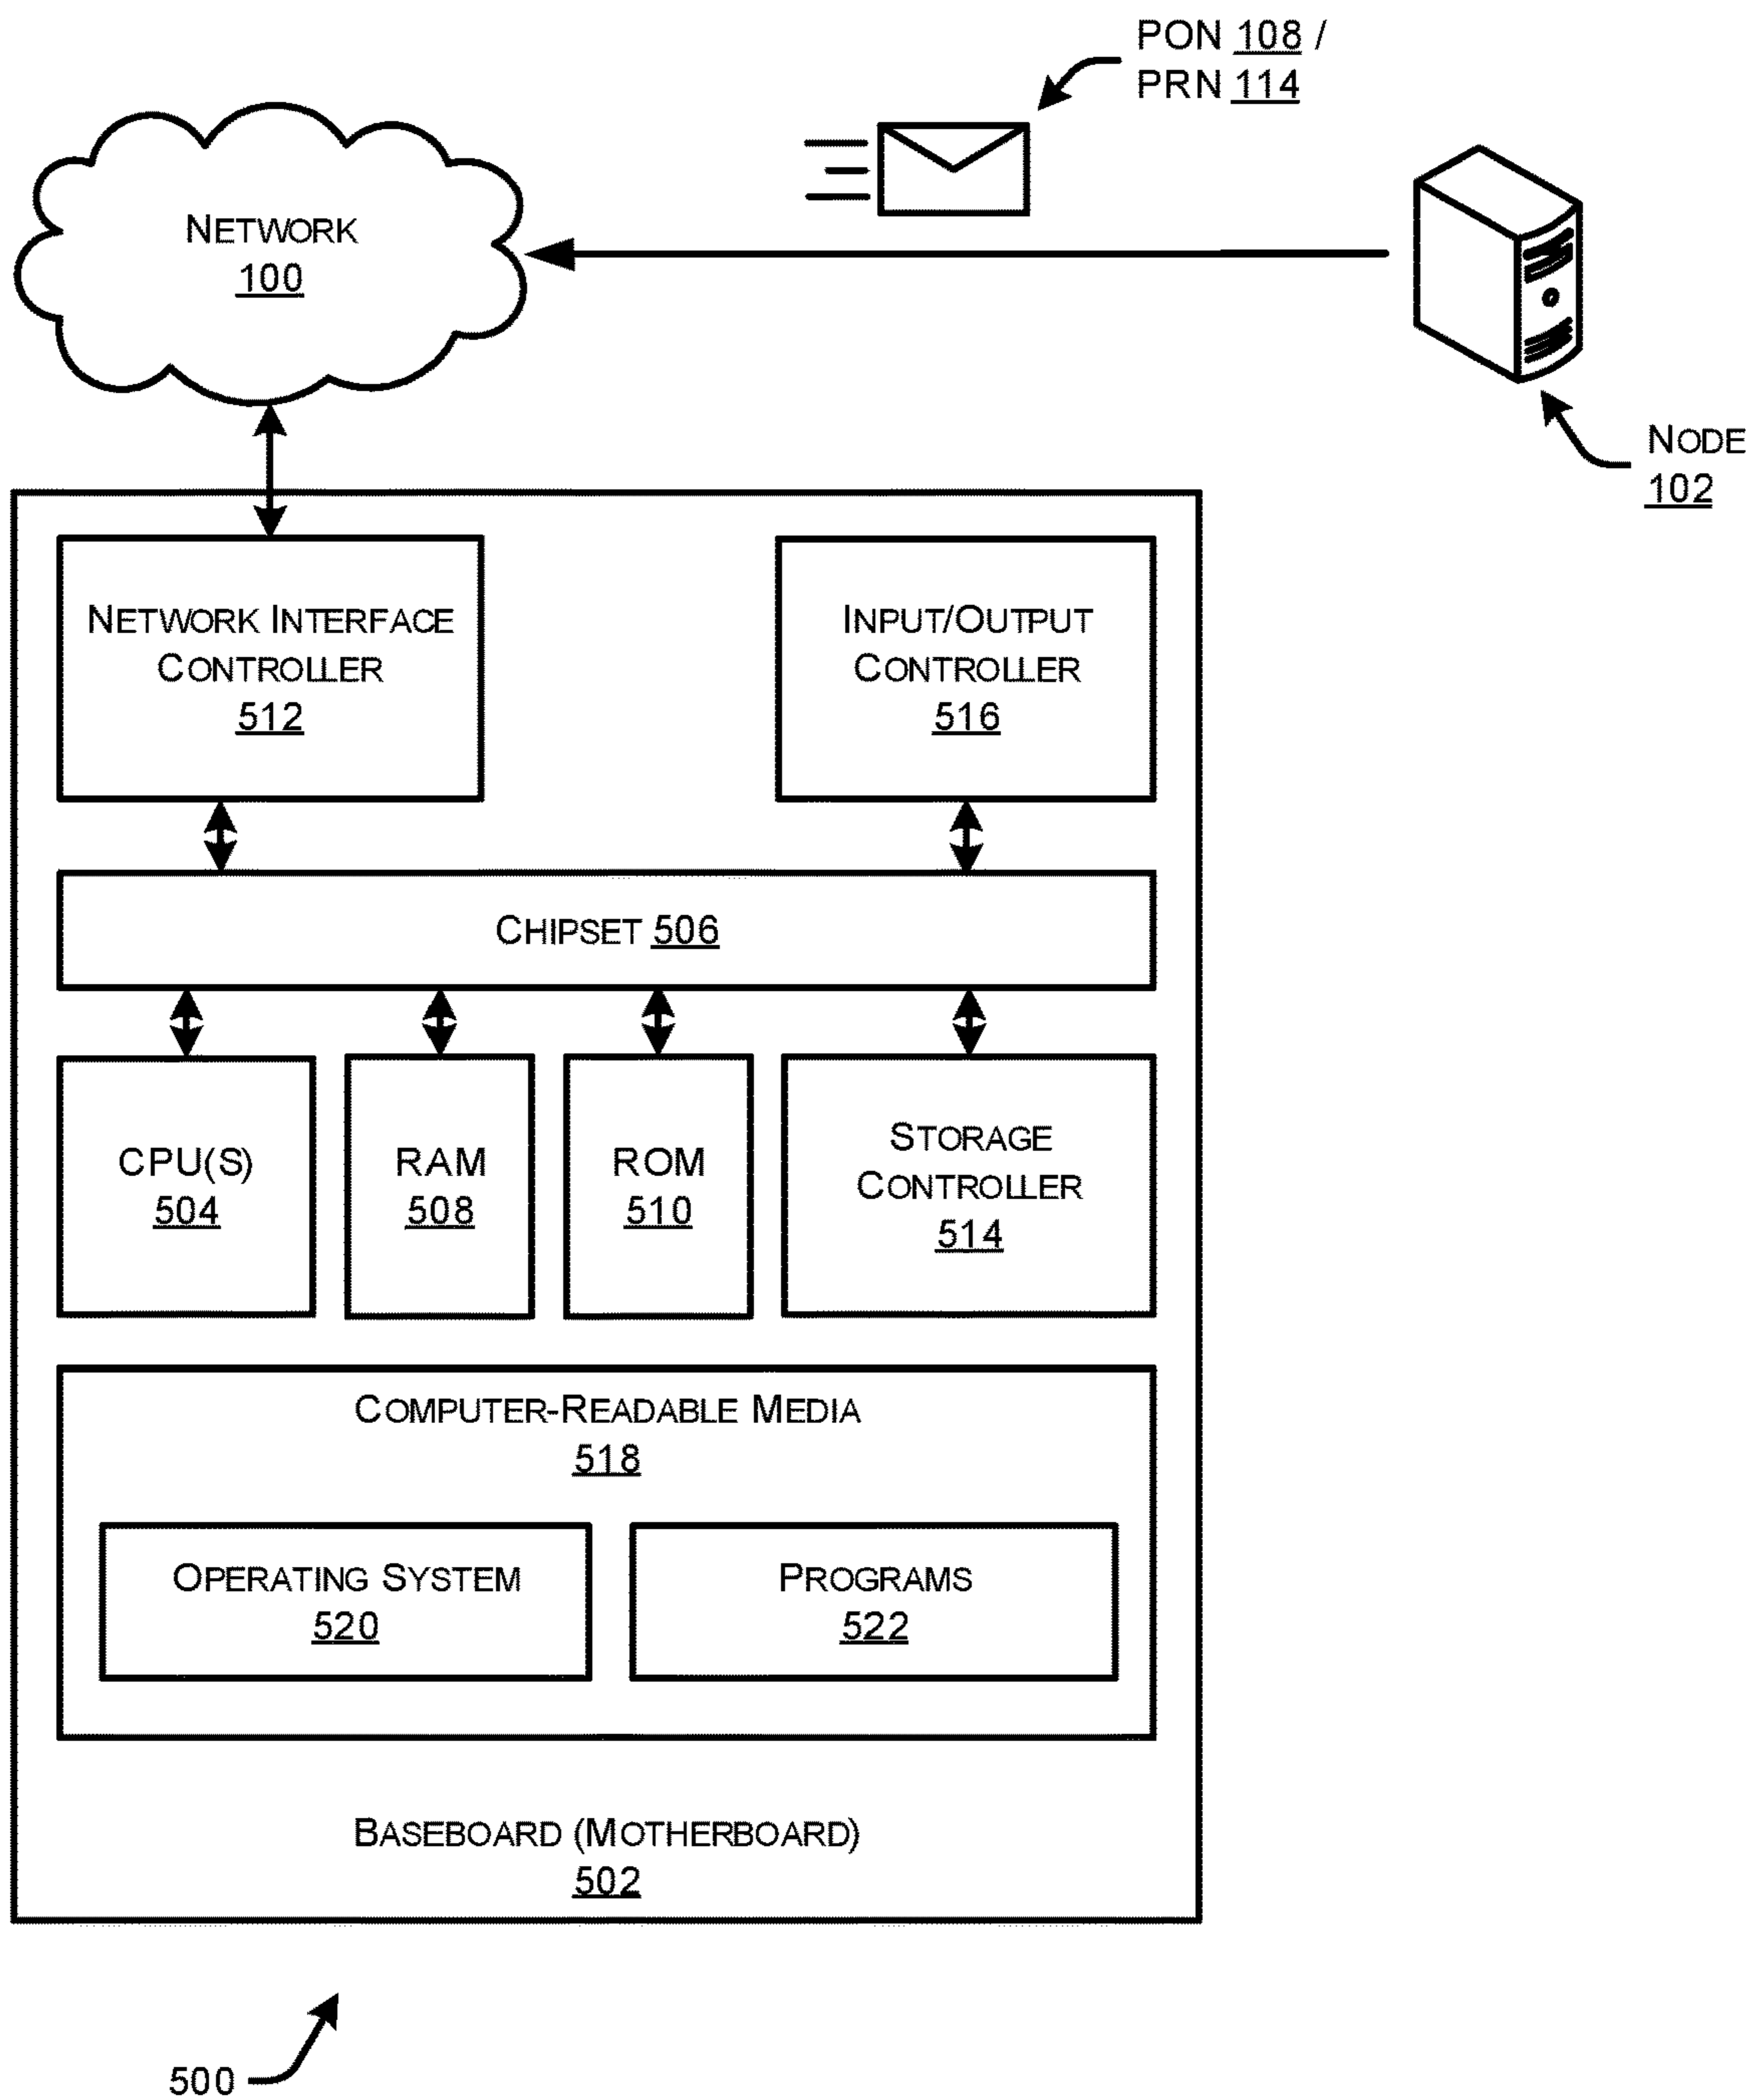 PON 108 /
PRN 114
NETWORK
100
NODE
102
NETWORK INTERFACE
CONTROLLER
512
INPUT/OUTPUT
CONTROLLER
516
CHIPSET 506
CPU(S)
504
RAM
508
ROM
510
STORAGE
CONTROLLER
514
COMPUTER-READABLE MEDIA
518
OPERATING SYSTEM
520
PROGRAMS
522
BASEBOARD (MOTHERBOARD)
502
500